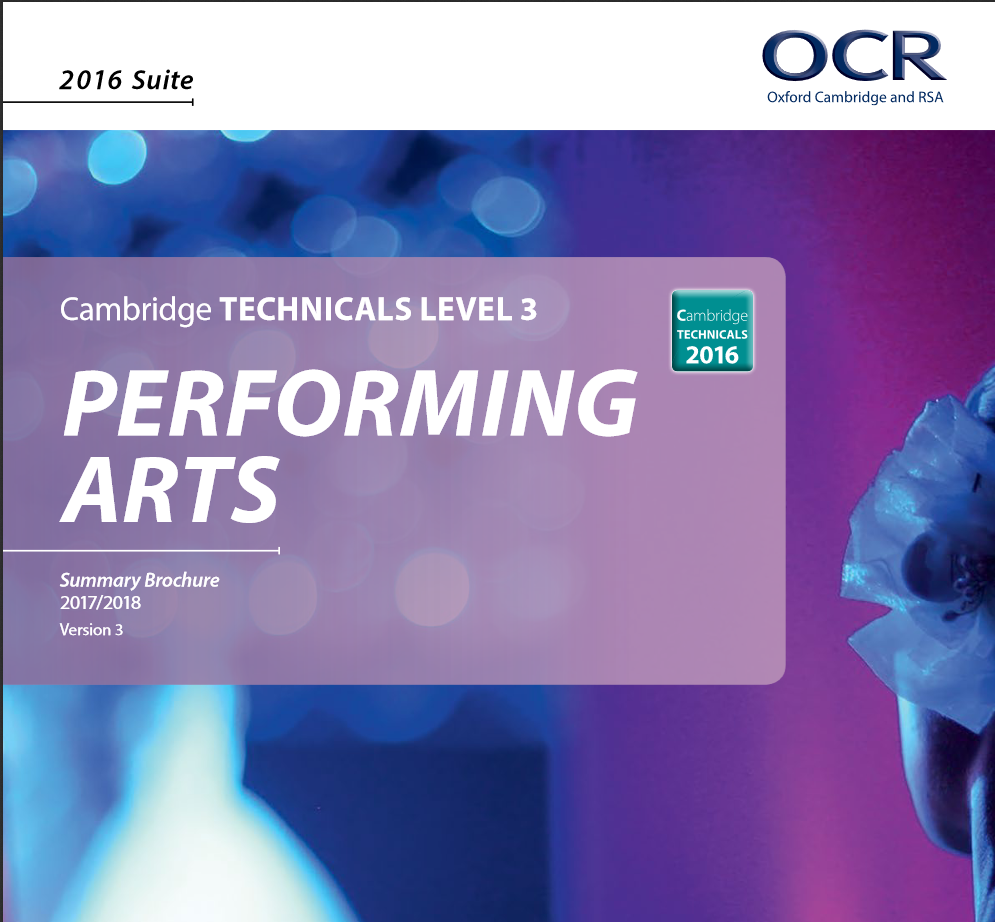 2016 Suite
OCR
Oxford Cambridge and RSA
Cambridge TECHNICALS LEVEL 3
Cambridge
TECHNICALS
2016
PERFORMING
ARTS
Summary Brochure
2017/2018
Version 3